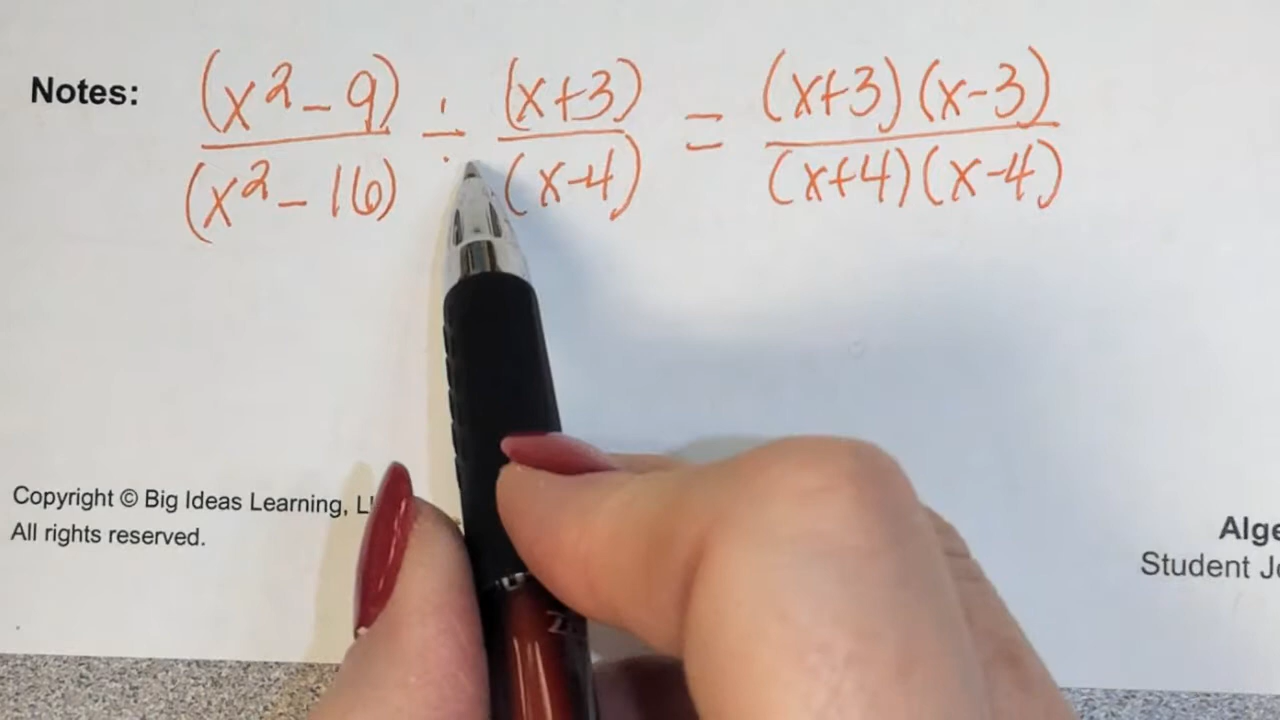 Notes: (x² - 9) / (x² - 16) ÷ (x+3) / (x-4) = (x+3)(x-3) / (x+4)(x-4)
Copyright © Big Ideas Learning,
All rights reserved.
Student